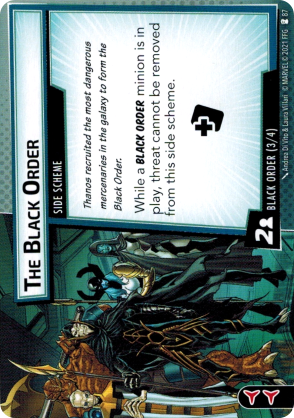 THE BLACK ORDER
SIDE SCHEME
Thanos recruited the most dangerous
mercenaries in the galaxy to form the
Black Order.
While a BLACK ORDER minion is in
play, threat cannot be removed
from this side scheme.
2
BLACK ORDER (3/4)
Andrea Di Vito & Laura Villari © MARVEL © 2021 FFG 87